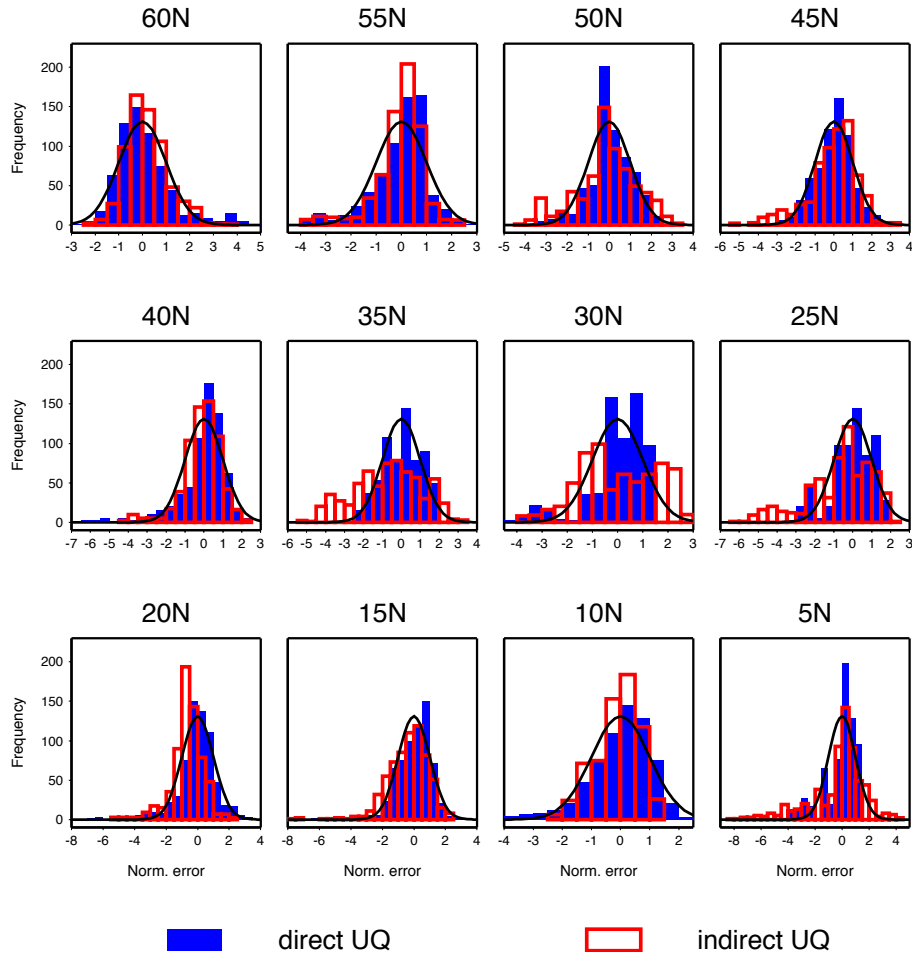 60N 55N 50N 45N
Frequency
200
150
100
50
0
-3 -2 -1 0 1 2 3 4 5
-4 -3 -2 -1 0 1 2 3
-5 -4 -3 -2 -1 0 1 2 3 4
-6 -5 -4 -3 -2 -1 0 1 2 3 4
40N 35N 30N 25N
Frequency
200
150
100
50
0
-7 -6 -5 -4 -3 -2 -1 0 1 2 3
-6 -5 -4 -3 -2 -1 0 1 2 3 4
-4 -3 -2 -1 0 1 2 3
-7 -6 -5 -4 -3 -2 -1 0 1 2 3 4
20N 15N 10N 5N
Frequency
200
150
100
50
0
-8 -6 -4 -2 0 2 4
-8 -6 -4 -2 0 2 4
-4 -3 -2 -1 0 1 2
-8 -6 -4 -2 0 2 4
Norm. error Norm. error Norm. error Norm. error
direct UQ indirect UQ